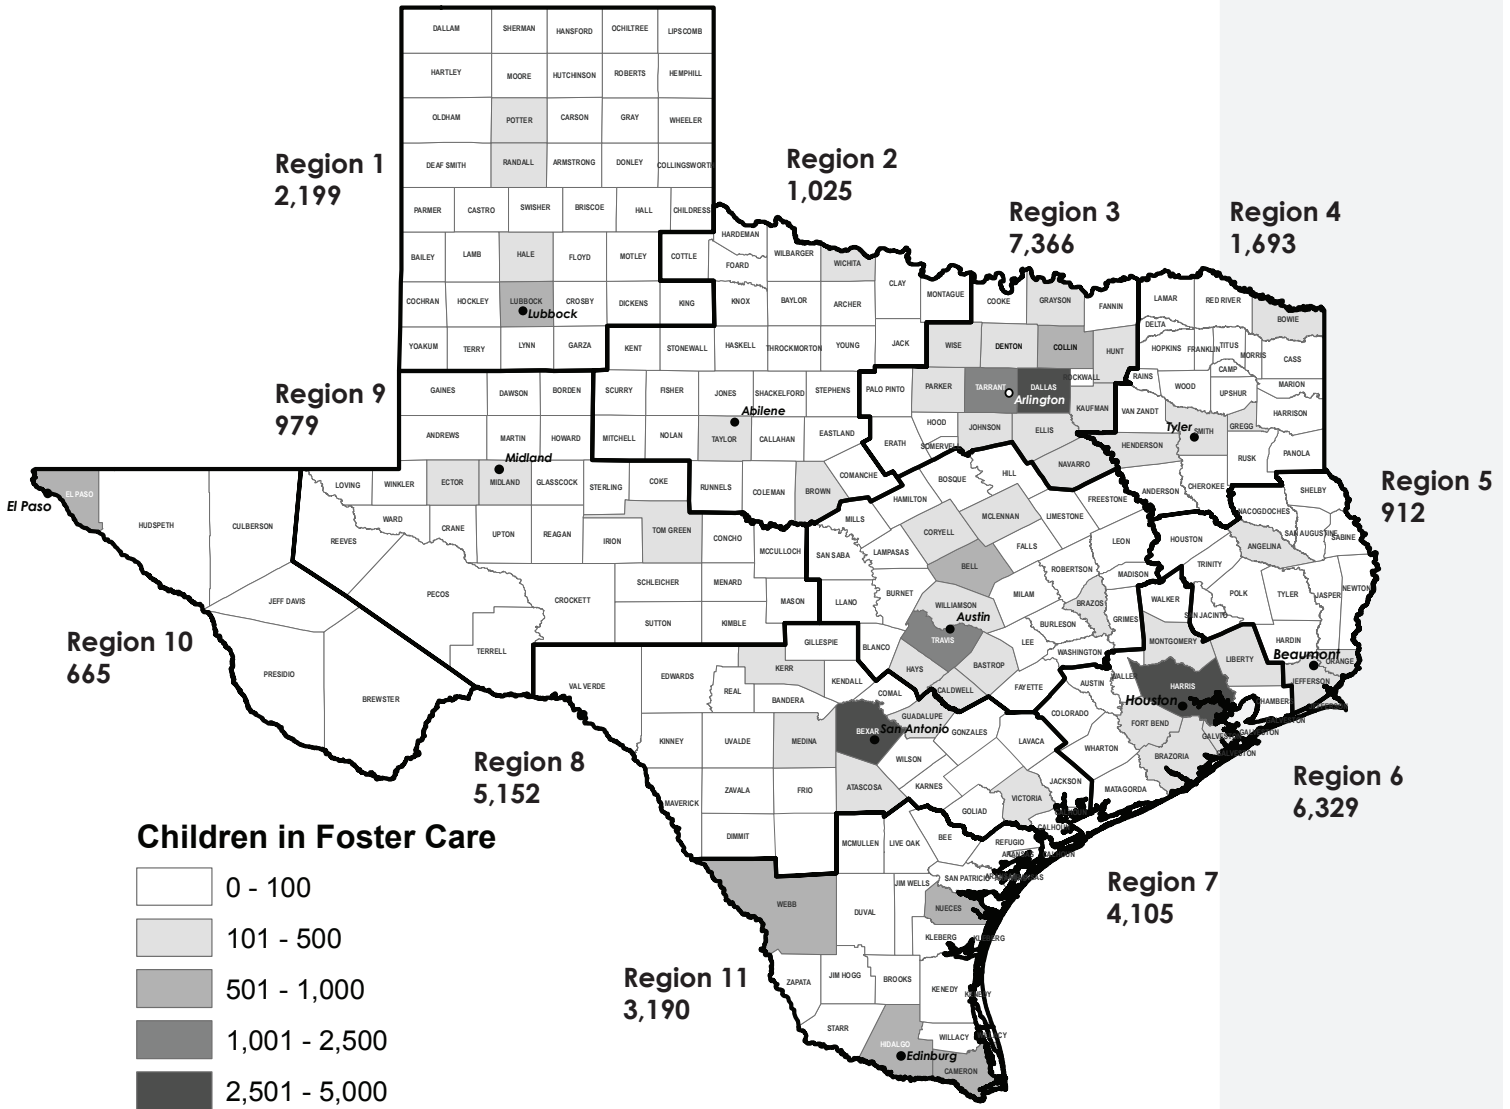 DALLAM
SHERMAN
HANSFORD
OCHILTREE
LIPSCOMB
HARTLEY
MOORE
HUTCHINSON
ROBERTS
HEMPHILL
OLDHAM
POTTER
CARSON
GRAY
WHEELER
DEAF SMITH
RANDALL
ARMSTRONG
DONLEY
COLLINGSWORTH
PARMER
CASTRO
SWISHER
BRISCOE
HALL
CHILDRESS
BAILEY
LAMB
HALE
FLOYD
MOTLEY
COTTLE
COCHRAN
HOCKLEY
LUBBOCK
CROSBY
DICKENS
KING
Lubbock
YOAKUM
TERRY
LYNN
GARZA
Region 1
2,199
Region 2
1,025
HARDEMAN
FOARD
WILBARGER
WICHITA
CLAY
MONTAGUE
KNOX
BAYLOR
ARCHER
KENT
STONEWALL
HASKELL
THROCKMORTON
YOUNG
JACK
SCURRY
FISHER
JONES
SHACKELFORD
STEPHENS
Abilene
MITCHELL
NOLAN
TAYLOR
CALLAHAN
EASTLAND
RUNNELS
COLEMAN
BROWN
COMANCHE
Region 3
7,366
COOKE
GRAYSON
FANNIN
WISE
DENTON
COLLIN
HUNT
ROCKWALL
PALO PINTO
PARKER
TARRANT
DALLAS
Arlington
KAUFMAN
HOOD
JOHNSON
ELLIS
ERATH
SOMERVELL
NAVARRO
Region 4
1,693
LAMAR
RED RIVER
BOWIE
DELTA
HOPKINS
FRANKLIN
TITUS
MORRIS
CASS
CAMP
RAINS
WOOD
UPSHUR
MARION
VAN ZANDT
HARRISON
Tyler
SMITH
GREGG
HENDERSON
RUSK
PANOLA
ANDERSON
CHEROKEE
Region 5
912
SHELBY
NACOGDOCHES
SAN AUGUSTINE
SABINE
HOUSTON
ANGELINA
TRINITY
POLK
TYLER
JASPER
NEWTON
SAN JACINTO
HARDIN
Beaumont
ORANGE
JEFFERSON
Region 9
979
GAINES
DAWSON
BORDEN
ANDREWS
MARTIN
HOWARD
Midland
LOVING
WINKLER
ECTOR
MIDLAND
GLASSCOCK
STERLING
COKE
WARD
CRANE
UPTON
REAGAN
IRION
TOM GREEN
CONCHO
MCCULLOCH
REEVES
PECOS
CROCKETT
SCHLEICHER
MENARD
MASON
SUTTON
KIMBLE
TERRELL
GILLESPIE
El Paso
EL PASO
HUDSPETH
CULBERSON
JEFF DAVIS
PRESIDIO
BREWSTER
Region 10
665
HAMILTON
BOSQUE
HILL
FREESTONE
MILLS
CORYELL
MCLENNAN
LIMESTONE
SAN SABA
LAMPASAS
FALLS
LEON
BELL
ROBERTSON
MADISON
LLANO
BURNET
WILLIAMSON
MILAM
BRAZOS
GRIMES
Austin
TRAVIS
BURLESON
BLANCO
LEE
WASHINGTON
HAYS
BASTROP
CALDWELL
FAYETTE
WALKER
MONTGOMERY
LIBERTY
HARRIS
WALLER
AUSTIN
Houston
CHAMBERS
COLORADO
FORT BEND
GALVESTON
WHARTON
BRAZORIA
MATAGORDA
Region 6
6,329
VAL VERDE
EDWARDS
KERR
REAL
BANDERA
KENDALL
COMAL
KINNEY
UVALDE
MEDINA
BEXAR
San Antonio
GUADALUPE
GONZALES
LAVACA
WILSON
MAVERICK
ZAVALA
FRIO
ATASCOSA
KARNES
VICTORIA
JACKSON
DIMMIT
GOLIAD
CALHOUN
Region 8
5,152
Region 7
4,105
MCMULLEN
LIVE OAK
BEE
REFUGIO
SAN PATRICIO
WEBB
DUVAL
JIM WELLS
NUECES
KLEBERG
KLEBERG
ZAPATA
JIM HOGG
BROOKS
KENEDY
KENEDY
STARR
HIDALGO
WILLACY
Edinburg
CAMERON
Region 11
3,190
Children in Foster Care
0 - 100
101 - 500
501 - 1,000
1,001 - 2,500
2,501 - 5,000